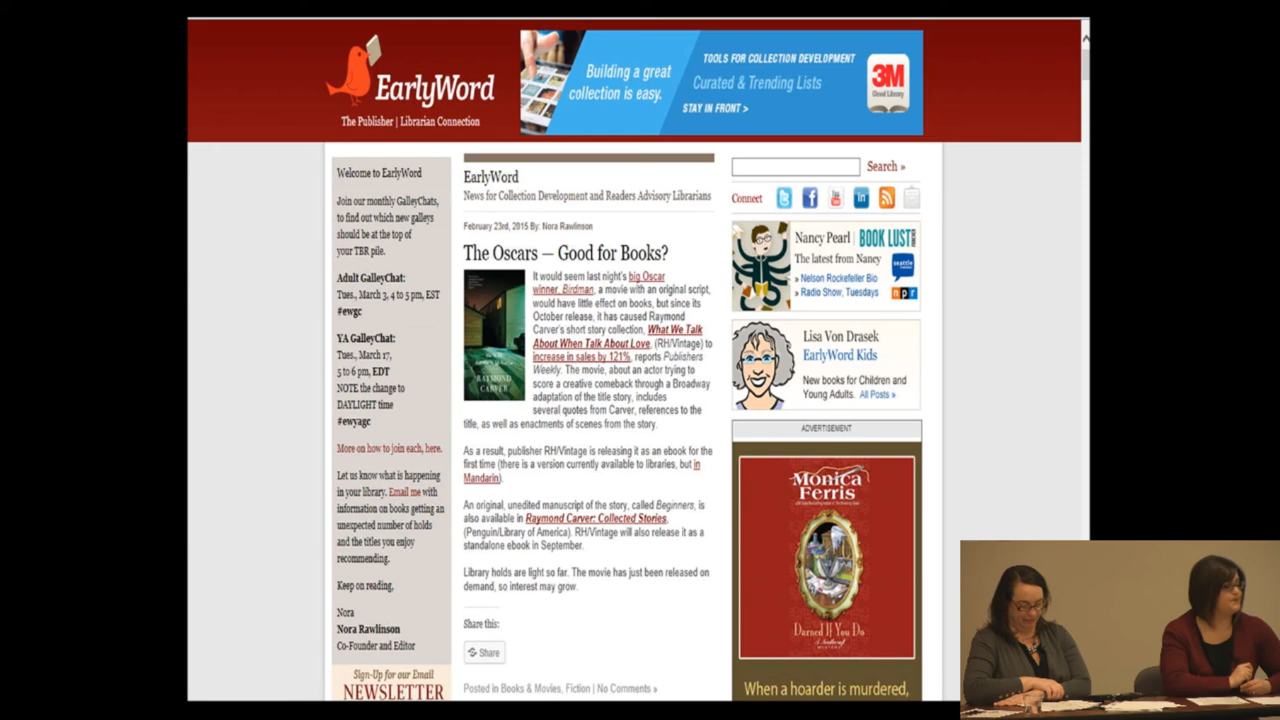 EarlyWord
The Publisher | Librarian Connection
Building a great
collection is easy.
TOOLS FOR COLLECTION DEVELOPMENT
Curated & Trending Lists
STAY IN FRONT >
3M
Cloud Library
Welcome to EarlyWord
Join our monthly GalleyChats,
to find out which new galleys
should be at the top of
your TBR pile.
Adult GalleyChat:
Tues., March 3, 4 to 5 pm, EST
#ewgc
YA GalleyChat:
Tues., March 17,
5 to 6 pm, EDT
NOTE the change to
DAYLIGHT time
#ewyagc
More on how to join each, here.
Let us know what is happening
in your library. Email me with
information on books getting an
unexpected number of holds
and the titles you enjoy
recommending.
Keep on reading,
Nora
Nora Rawlinson
Co-Founder and Editor
Sign-Up for our Email
NEWSLETTER
EarlyWord
News for Collection Development and Readers Advisory Librarians
February 23rd, 2015 By: Nora Rawlinson
The Oscars — Good for Books?
RAYMOND
CARVER
It would seem last night's big Oscar
winner, Birdman, a movie with an original script,
would have little effect on books, but since its
October release, it has caused Raymond
Carver's short story collection, What We Talk
About When Talk About Love, (RH/Vintage) to
increase in sales by 121%, reports Publishers
Weekly. The movie, about an actor trying to
score a creative comeback through a Broadway
adaptation of the title story, includes
several quotes from Carver, references to the
title, as well as enactments of scenes from the story.
As a result, publisher RH/Vintage is releasing it as an ebook for the
first time (there is a version currently available to libraries, but in
Mandarin).
An original, unedited manuscript of the story, called Beginners, is
also available in Raymond Carver: Collected Stories,
(Penguin/Library of America). RH/Vintage will also release it as a
standalone ebook in September.
Library holds are light so far. The movie has just been released on
demand, so interest may grow.
Share this:
Share
Posted in Books & Movies, Fiction | No Comments »
Search »
Connect
Nancy Pearl | BOOK LUST
The latest from Nancy
» Nelson Rockefeller Bio
» Radio Show, Tuesdays
seattle
npr
Lisa Von Drasek
EarlyWord Kids
New books for Children and
Young Adults. All Posts »
ADVERTISEMENT
Monica
Ferris
Darned If You Do
When a hoarder is murdered,